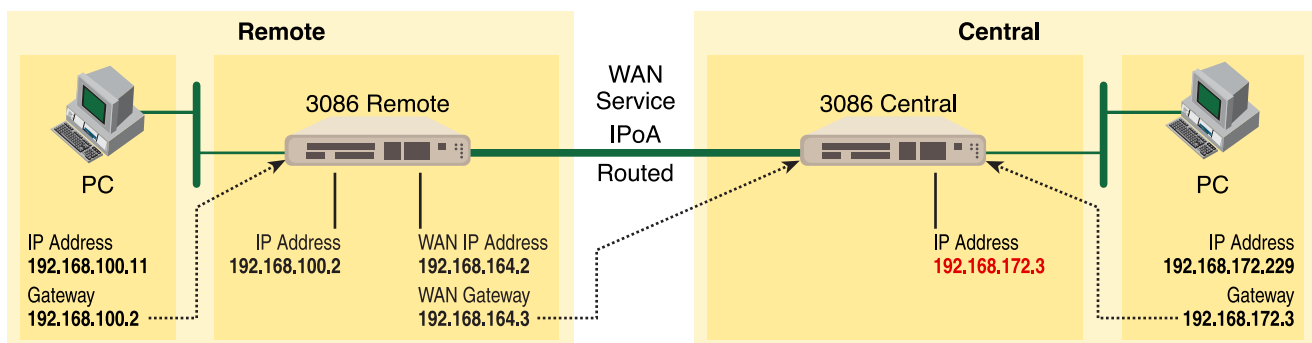 Remote
Central
WAN
Service
IPoA
Routed
3086 Remote
3086 Central
PC
PC
IP Address
192.168.100.11
Gateway
192.168.100.2
IP Address
192.168.100.2
WAN IP Address
192.168.164.2
WAN Gateway
192.168.164.3
IP Address
192.168.172.3
IP Address
192.168.172.229
Gateway
192.168.172.3